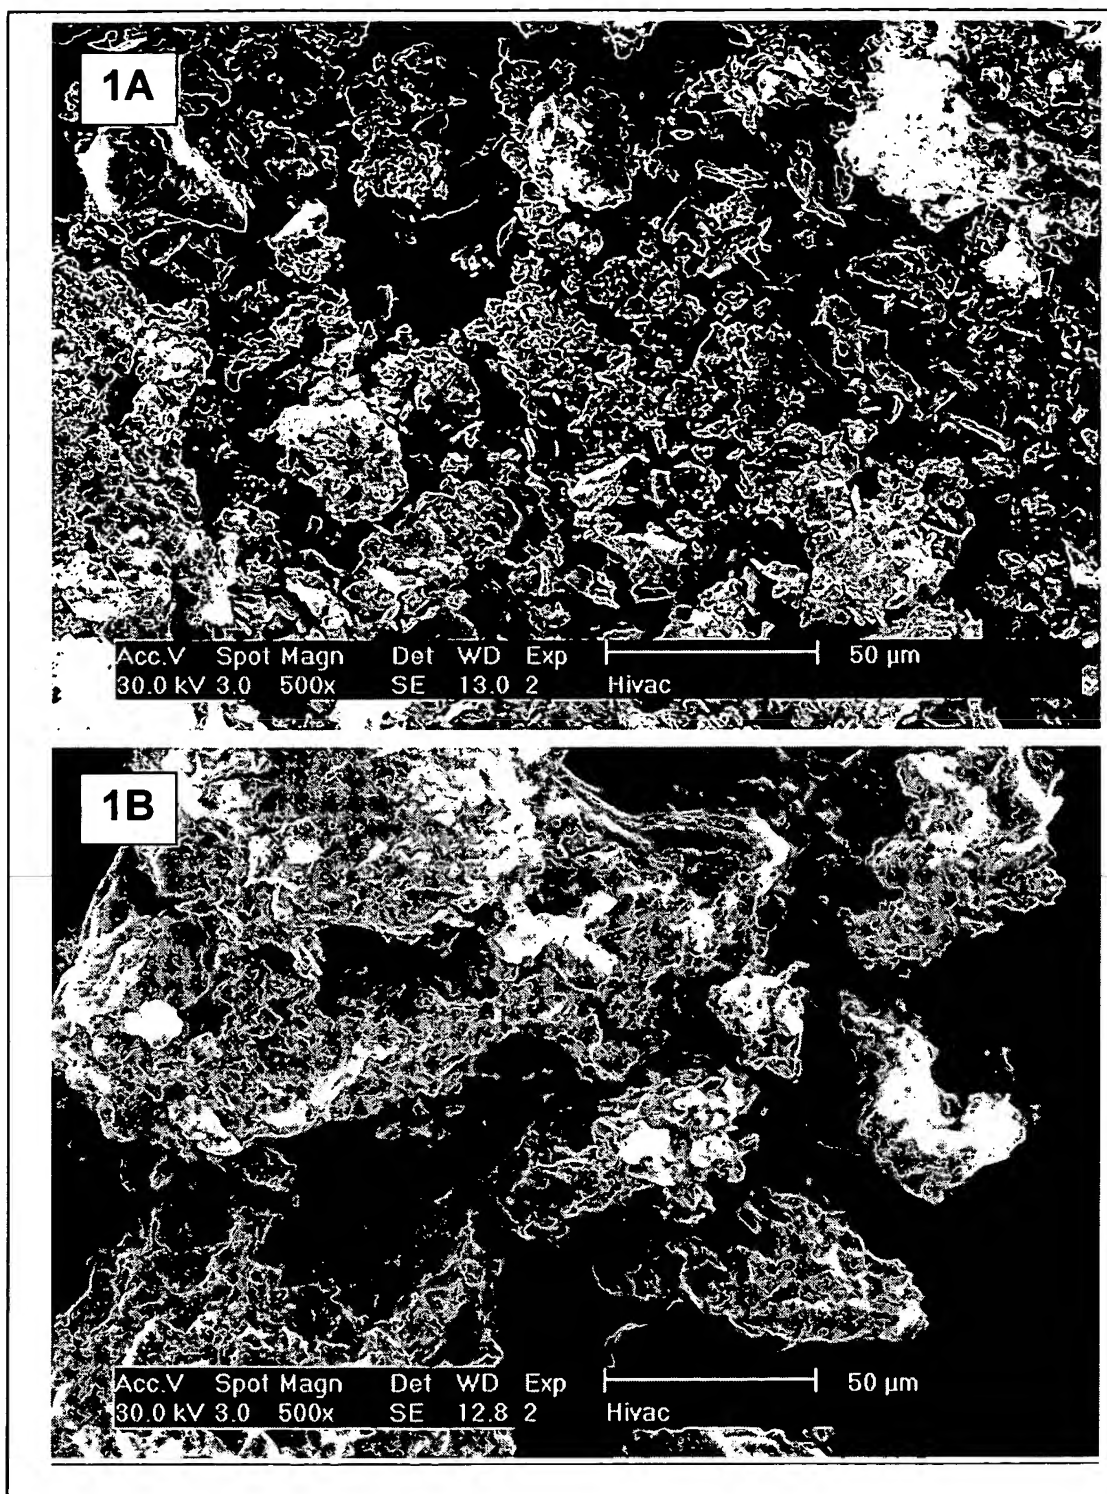 1A
Acc.V Spot Magn Det WD Exp 50 µm
30.0 kV 3.0 500x SE 13.0 2 Hivac
1B
Acc.V Spot Magn Det WD Exp 50 µm
30.0 kV 3.0 500x SE 12.8 2 Hivac